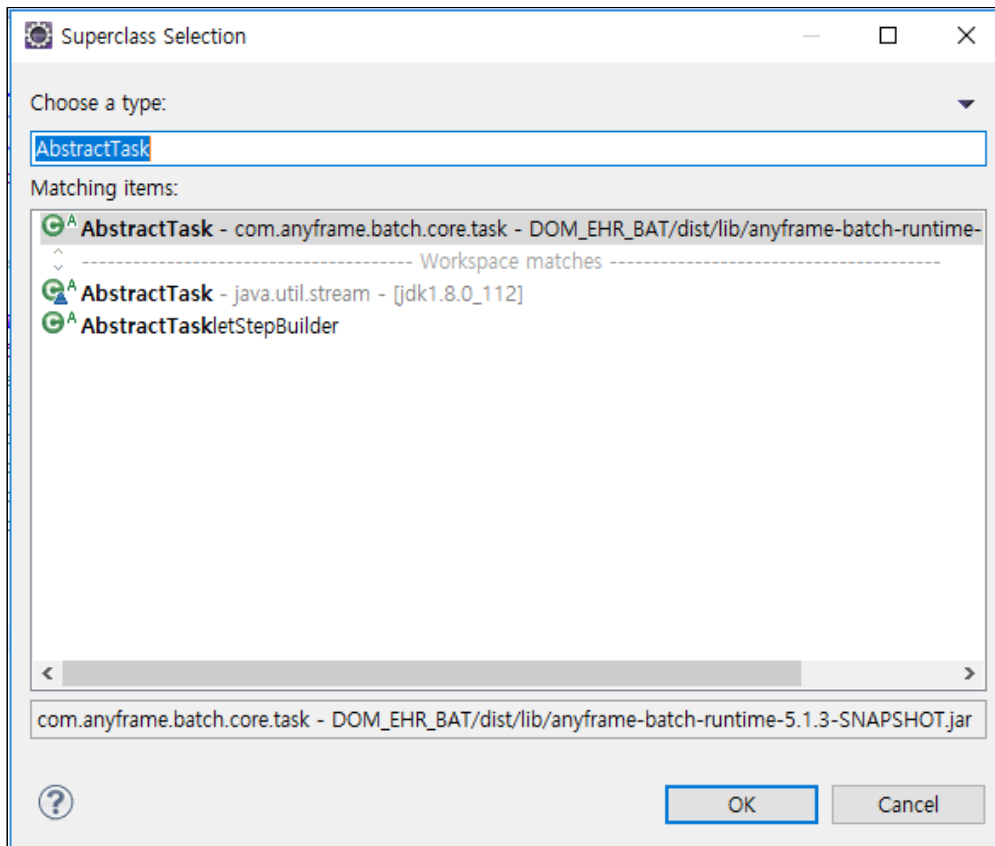 Superclass Selection
Choose a type:
AbstractTask
Matching items:
AbstractTask - com.anyframe.batch.core.task - DOM_EHR_BAT/dist/lib/anyframe-batch-runtime-
--------------------------------------- Workspace matches ---------------------------------------
AbstractTask - java.util.stream - [jdk1.8.0_112]
AbstractTaskletStepBuilder
com.anyframe.batch.core.task - DOM_EHR_BAT/dist/lib/anyframe-batch-runtime-5.1.3-SNAPSHOT.jar
OK Cancel